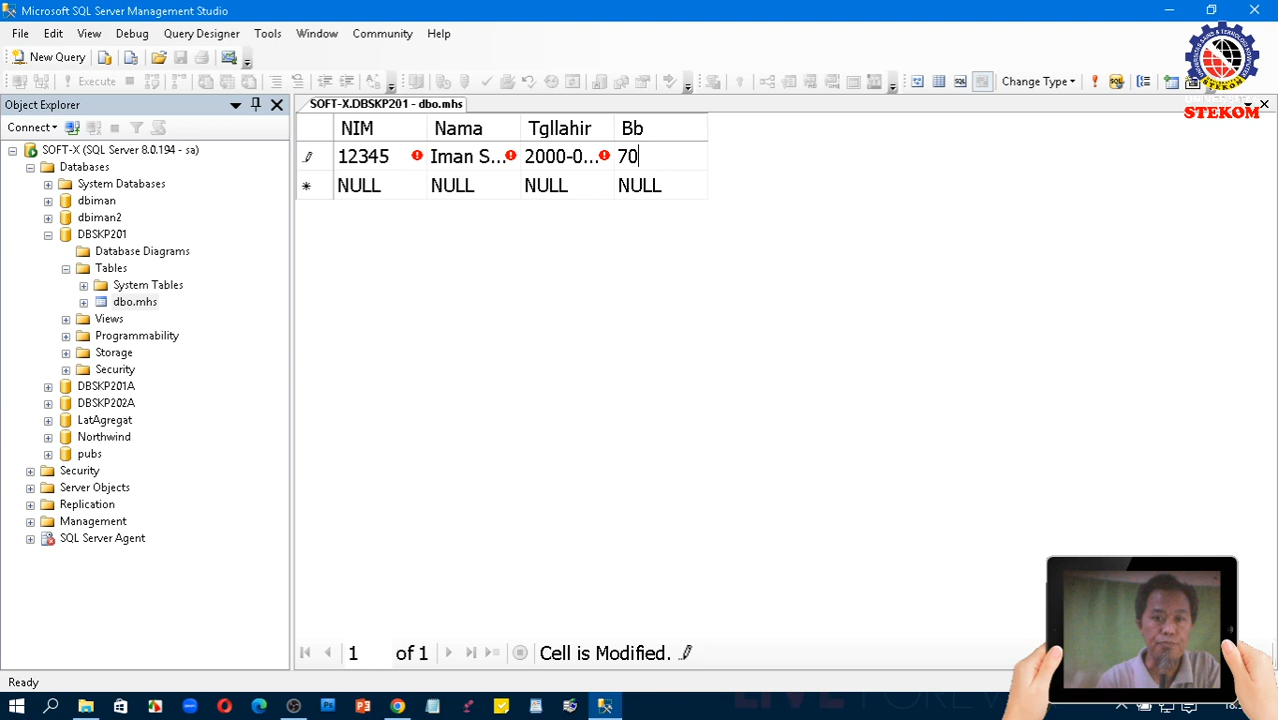 Microsoft SQL Server Management Studio
File Edit View Debug Query Designer Tools Window Community Help
New Query
Execute
Change Type
STEKOM
Object Explorer
SOFT-X.DBSKP201 - dbo.mhs
Connect
SOFT-X (SQL Server 8.0.194 - sa)
Databases
System Databases
dbiman
dbiman2
DBSKP201
Database Diagrams
Tables
System Tables
dbo.mhs
Views
Programmability
Storage
Security
DBSKP201A
DBSKP202A
LatAgregat
Northwind
pubs
Security
Server Objects
Replication
Management
SQL Server Agent
NIM Nama Tgllahir Bb
12345 Iman S... 2000-0... 70
NULL NULL NULL NULL
1 of 1 Cell is Modified.
Ready